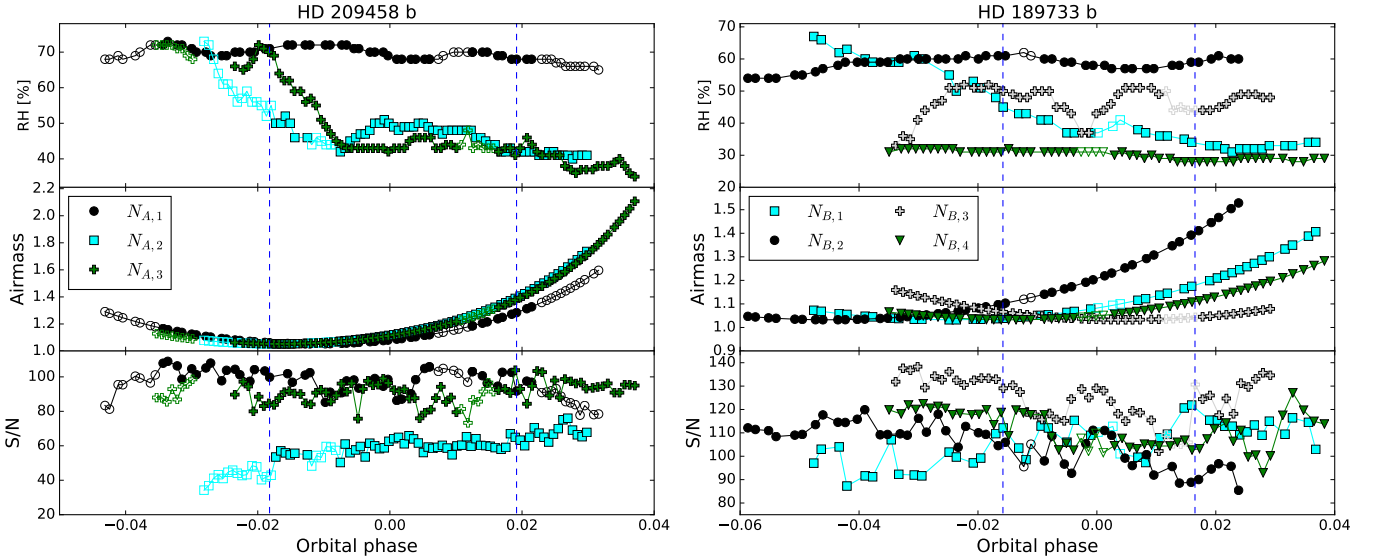 HD 209458 b
RH [%]
70
60
50
40
2.2
2.0
1.8
1.6
1.4
1.2
1.0
Airmass
N_{A,1}
N_{A,2}
N_{A,3}
S/N
100
80
60
40
20
−0.04 −0.02 0.00 0.02 0.04
Orbital phase
HD 189733 b
RH [%]
60
50
40
30
20
Airmass
1.5
1.4
1.3
1.2
1.1
1.0
0.9
N_{B,1} N_{B,3}
N_{B,2} N_{B,4}
S/N
140
130
120
110
100
90
80
−0.06 −0.04 −0.02 0.00 0.02 0.04
Orbital phase